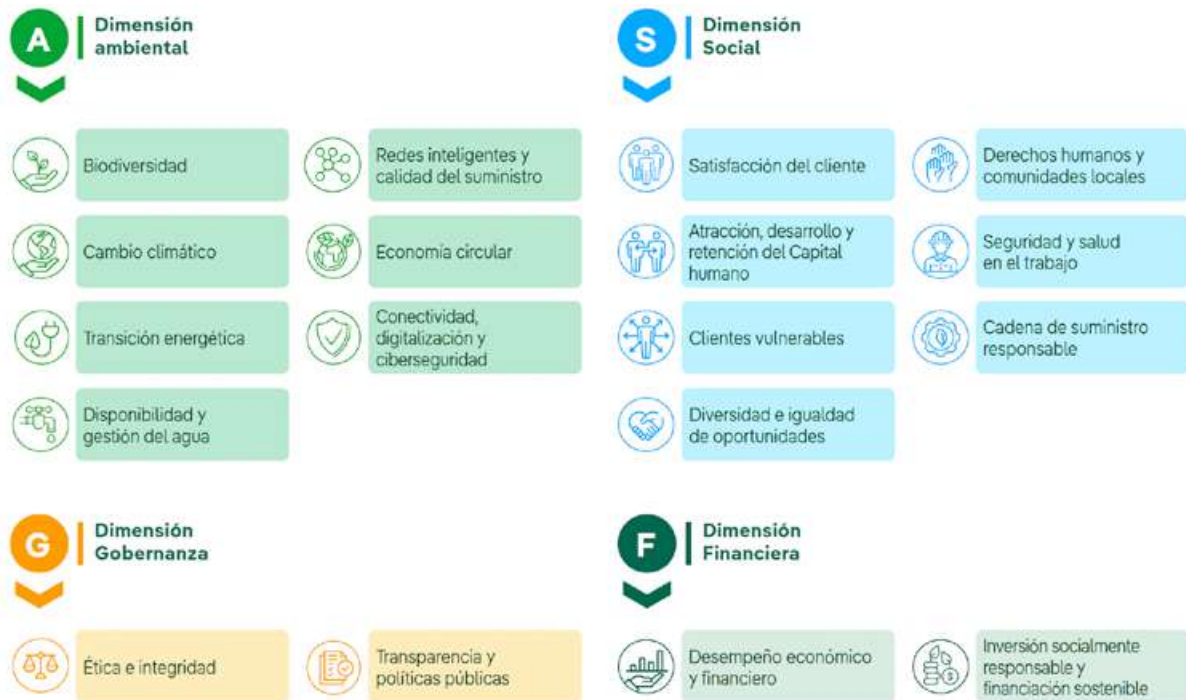 A
Dimensión
ambiental
Biodiversidad
Redes inteligentes y
calidad del suministro
Cambio climático
Economía circular
Transición energética
Conectividad,
digitalización y
ciberseguridad
Disponibilidad y
gestión del agua
S
Dimensión
Social
Satisfacción del cliente
Derechos humanos y
comunidades locales
Atracción, desarrollo y
retención del Capital
humano
Seguridad y salud
en el trabajo
Clientes vulnerables
Cadena de suministro
responsable
Diversidad e igualdad
de oportunidades
G
Dimensión
Gobernanza
Ética e integridad
Transparencia y
políticas públicas
F
Dimensión
Financiera
Desempeño económico
y financiero
Inversión socialmente
responsable y
financiación sostenible